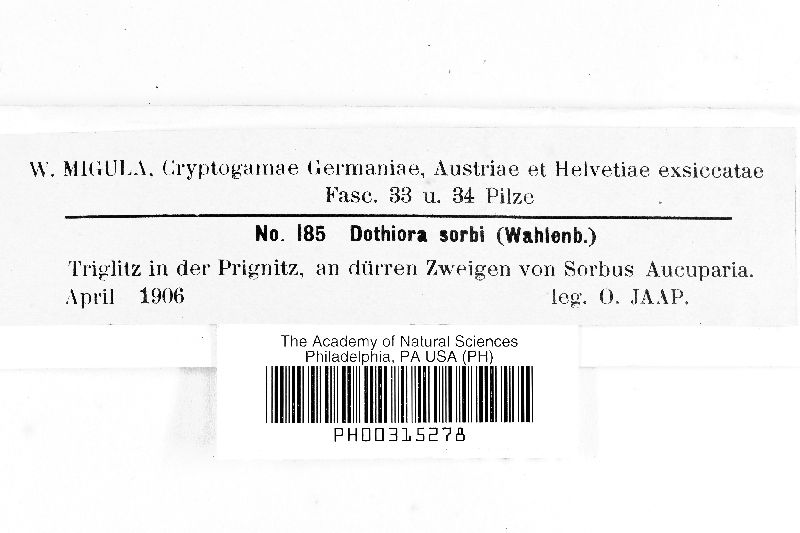 W. MIGULA, Cryptogamae Germaniae, Austriae et Helvetiae exsiccatae
Fasc. 33 u. 34 Pilze
No. 185 Dothiora sorbi (Wahlenb.)
Triglitz in der Prignitz, an dürren Zweigen von Sorbus Aucuparia.
April 1906 leg. O. JAAP.
The Academy of Natural Sciences
Philadelphia, PA USA (PH)
PH00315278